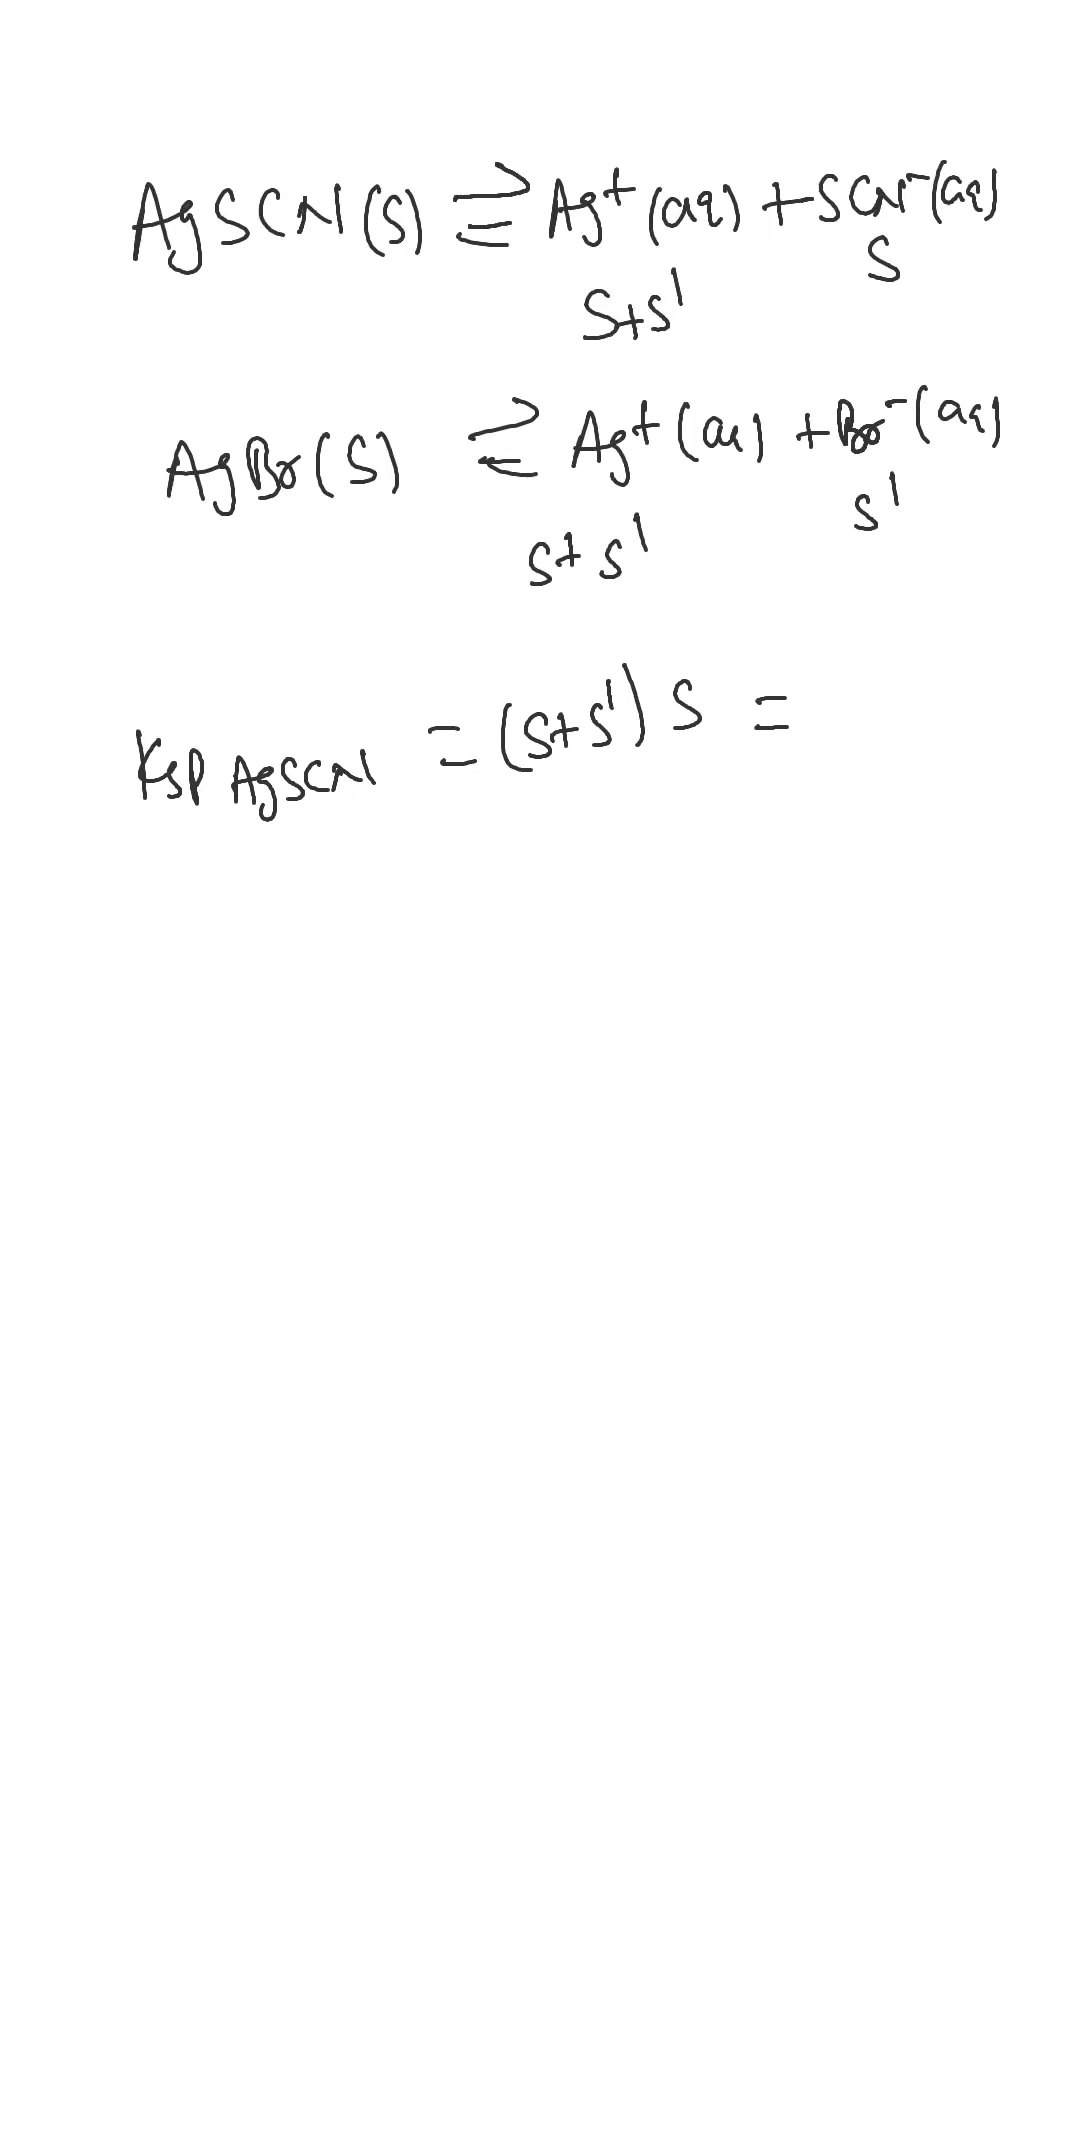 AgSCN(s) ⇌ Ag⁺(aq) + SCN⁻(aq)
S+s' S
AgBr(s) ⇌ Ag⁺(aq) + Br⁻(aq)
s+s' s'
Ksp AgSCN = (s+s')s =